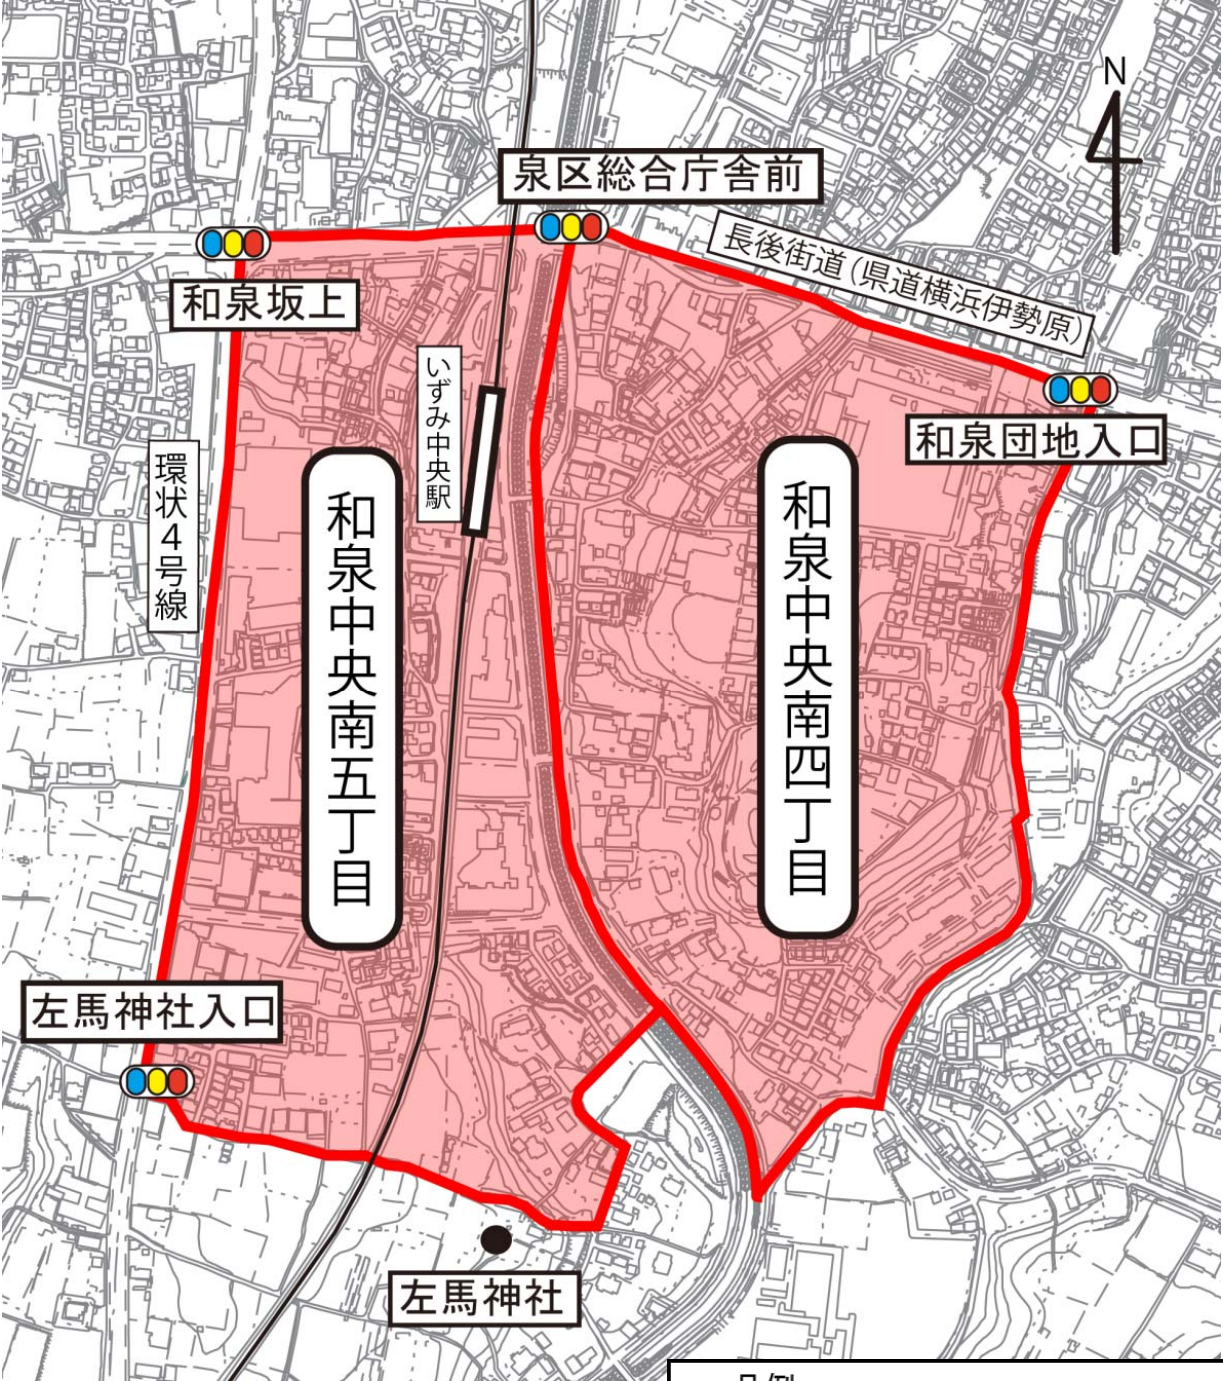 N
泉区総合庁舎前
長後街道(県道横浜伊勢原)
和泉坂上
いずみ中央駅
和泉団地入口
環状4号線
和泉中央南五丁目
和泉中央南四丁目
左馬神社入口
左馬神社
凡例